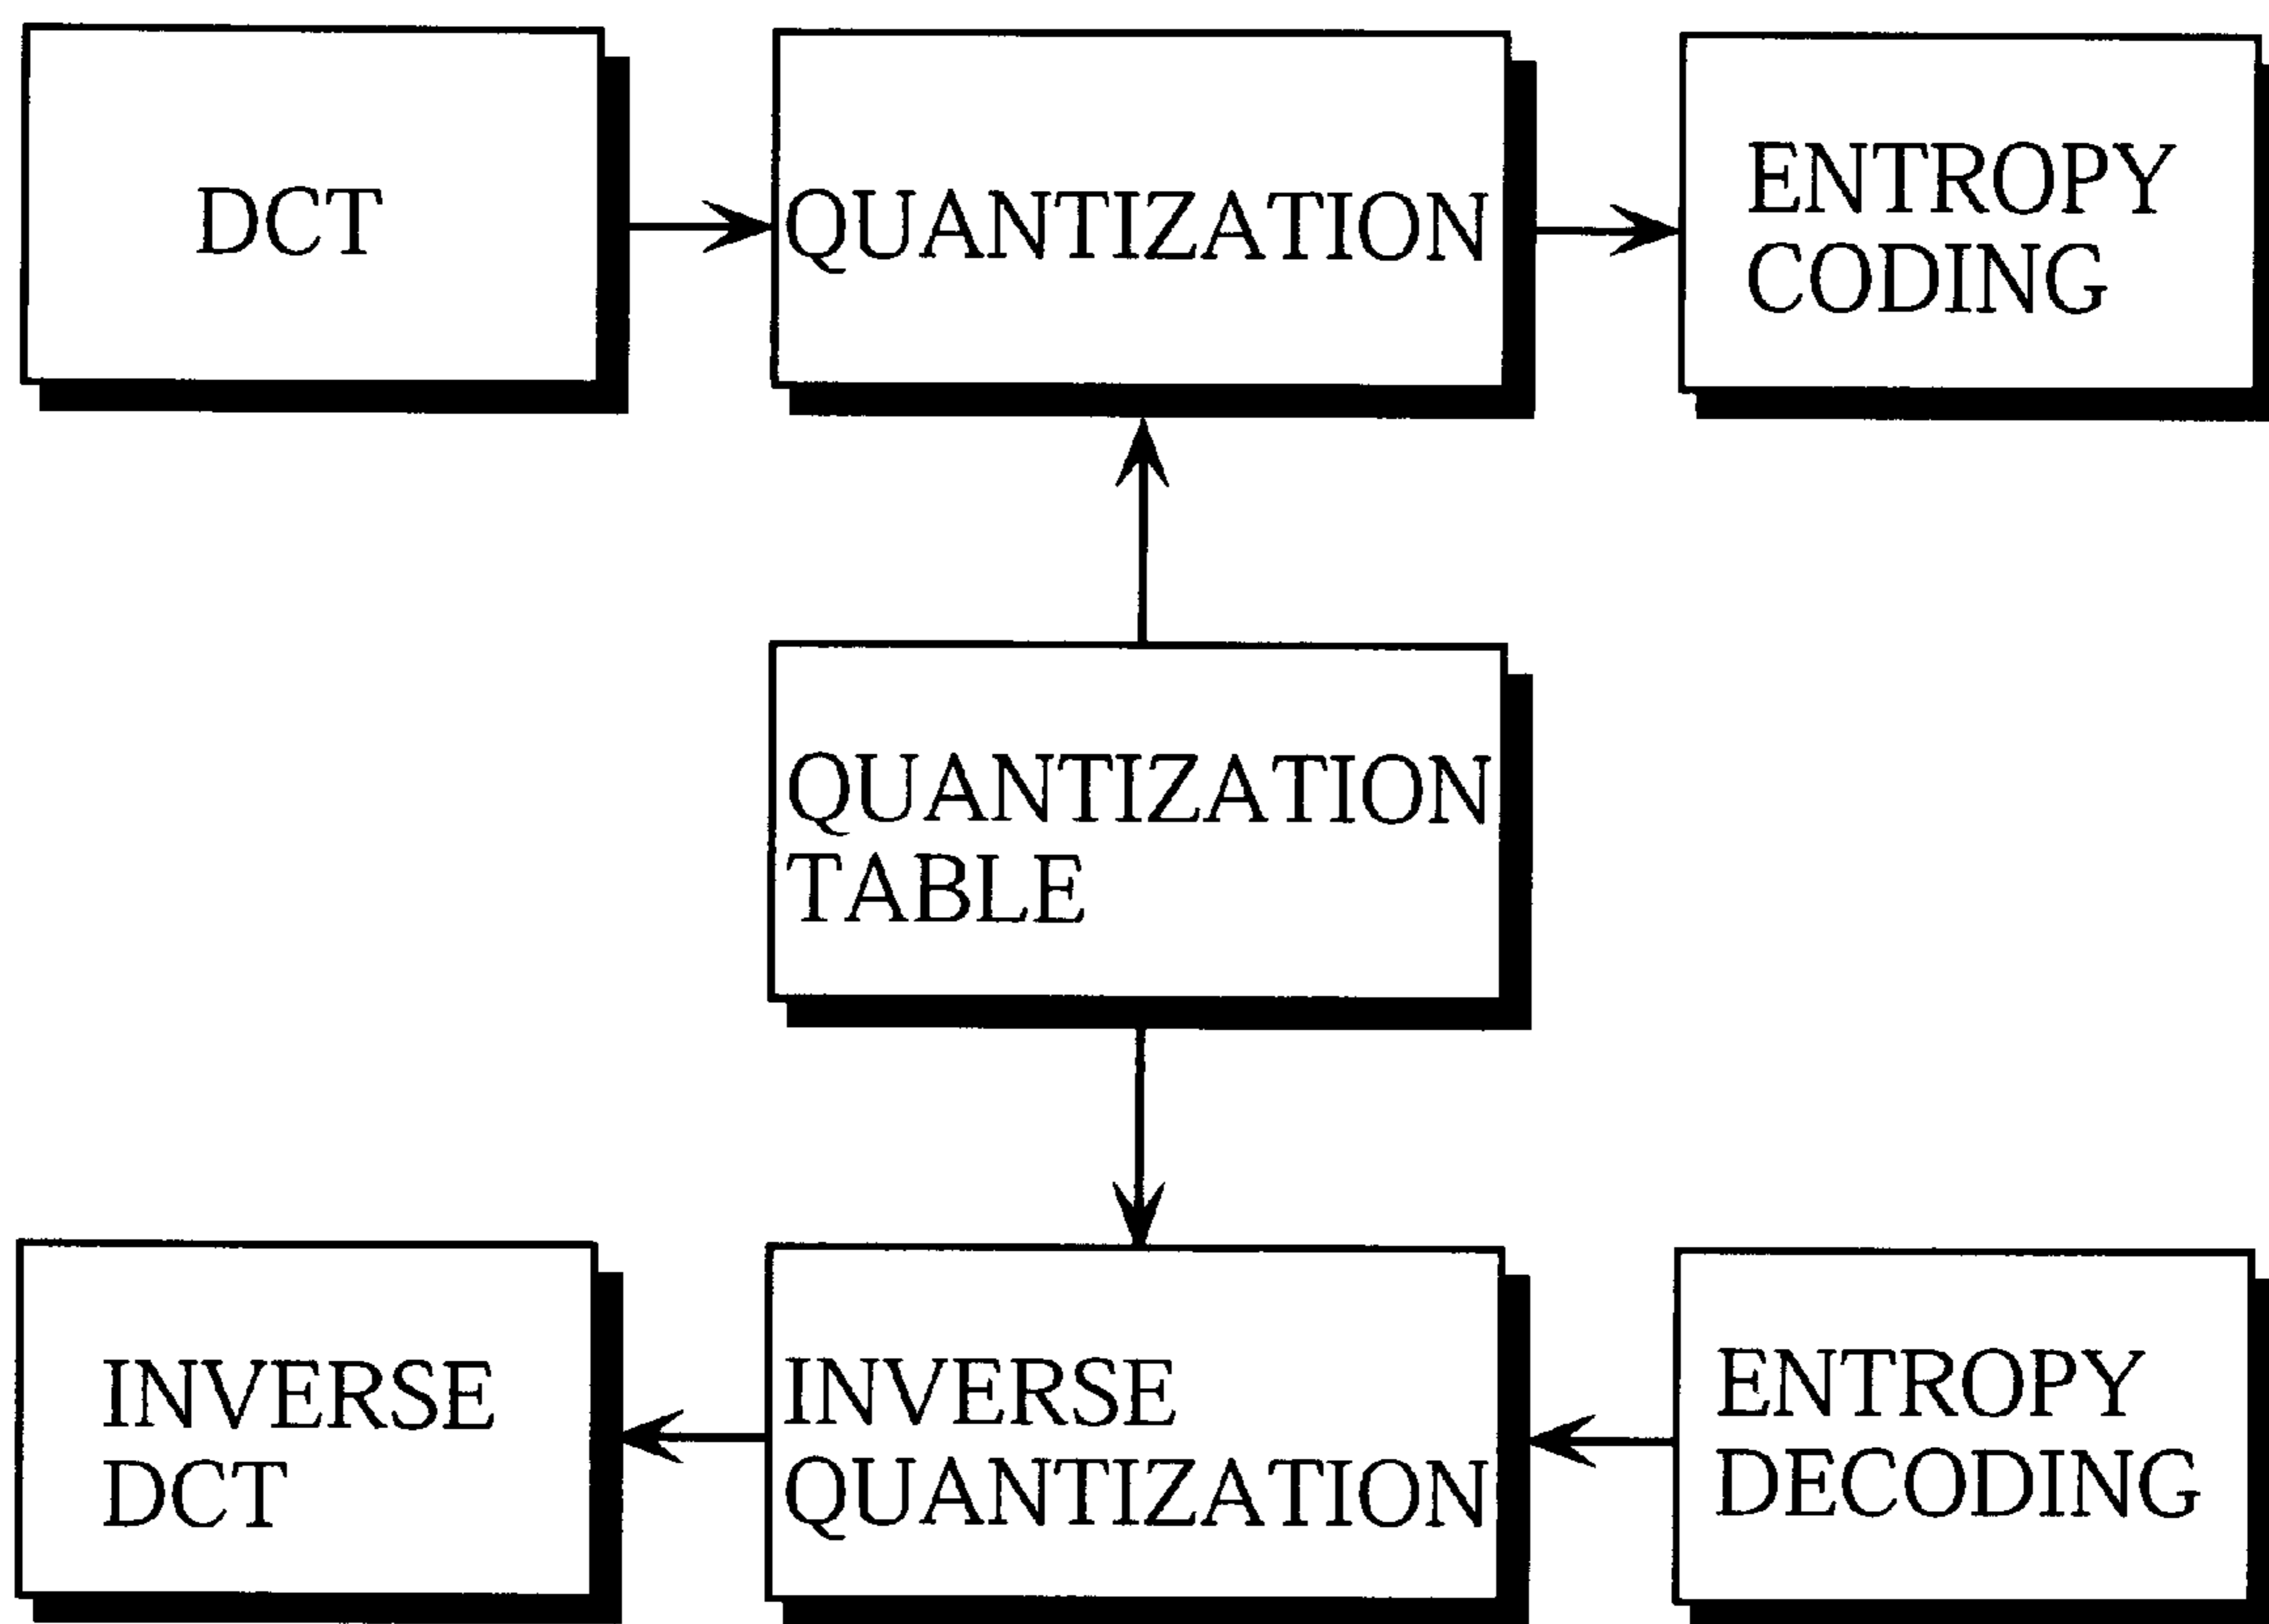 DCT
QUANTIZATION
ENTROPY
CODING
QUANTIZATION
TABLE
INVERSE
DCT
INVERSE
QUANTIZATION
ENTROPY
DECODING